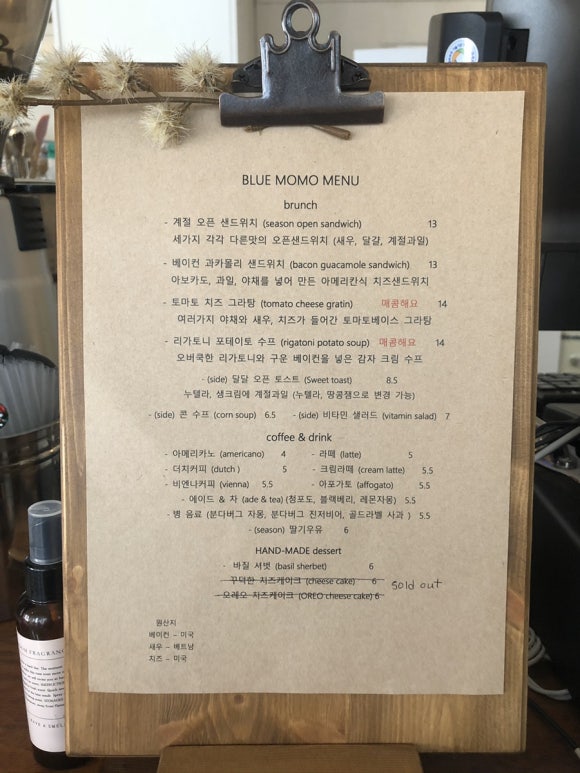 BLUE MOMO MENU
brunch
- 계절 오픈 샌드위치 (season open sandwich) 13
세가지 각각 다른맛의 오픈샌드위치 (새우, 달걀, 계절과일)
- 베이컨 과카몰리 샌드위치 (bacon guacamole sandwich) 13
아보카도, 과일, 야채를 넣어 만든 아메리칸식 치즈샌드위치
- 토마토 치즈 그라탕 (tomato cheese gratin) 매콤해요 14
여러가지 야채와 새우, 치즈가 들어간 토마토베이스 그라탕
- 리가토니 포테이토 수프 (rigatoni potato soup) 매콤해요 14
오버쿡한 리가토니와 구운 베이컨을 넣은 감자 크림 수프
- (side) 달달 오픈 토스트 (Sweet toast) 8.5
누텔라, 생크림에 계절과일 (누텔라, 땅콩잼으로 변경 가능)
- (side) 콘 수프 (corn soup) 6.5 - (side) 비타민 샐러드 (vitamin salad) 7
coffee & drink
- 아메리카노 (americano) 4 - 라떼 (latte) 5
- 더치커피 (dutch ) 5 - 크림라떼 (cream latte) 5.5
- 비엔나커피 (vienna) 5.5 - 아포가토 (affogato) 5.5
- 에이드 & 차 (ade & tea) (청포도, 블랙베리, 레몬자몽) 5.5
- 병 음료 (분다버그 자몽, 분다버그 진저비어, 골드라벨 사과 ) 5.5
- (season) 딸기우유 6
HAND-MADE dessert
- 바질 셔벗 (basil sherbet) 6
- 꾸덕한 치즈케이크 (cheese cake) 6 sold out
- 오레오 치즈케이크 (OREO cheese cake) 6
원산지
베이컨 – 미국
새우 – 베트남
치즈 – 미국